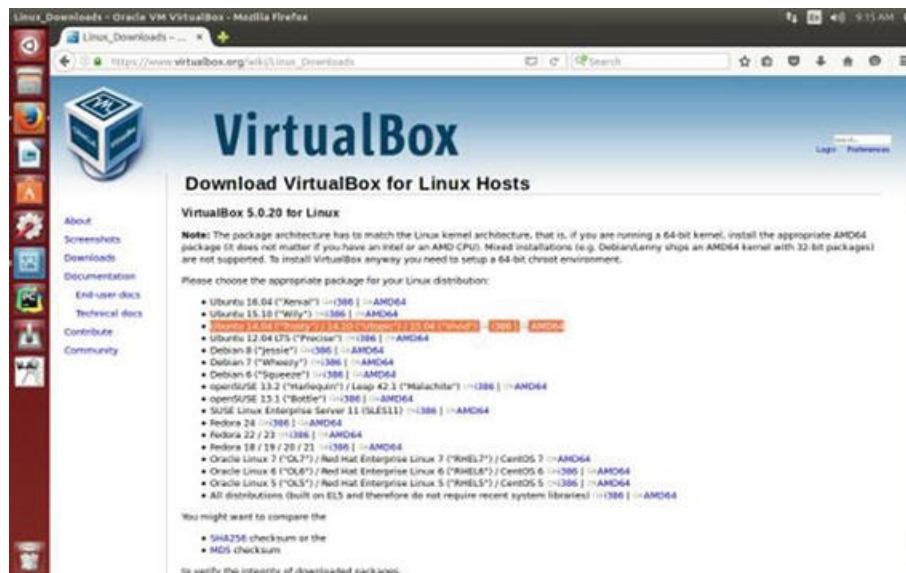 Linux_Downloads – Oracle VM VirtualBox - Mozilla Firefox
9:15 AM
Linux_Downloads – ...
https://www.virtualbox.org/wiki/Linux_Downloads
Search
VirtualBox
Login Preferences
Download VirtualBox for Linux Hosts
VirtualBox 5.0.20 for Linux
About
Screenshots
Downloads
Documentation
End-user docs
Technical docs
Contribute
Community
Note: The package architecture has to match the Linux kernel architecture, that is, if you are running a 64-bit kernel, install the appropriate AMD64
package (it does not matter if you have an Intel or an AMD CPU). Mixed installations (e.g. Debian/Lenny ships an AMD64 kernel with 32-bit packages)
are not supported. To install VirtualBox anyway you need to setup a 64-bit chroot environment.
Please choose the appropriate package for your Linux distribution:
• Ubuntu 16.04 ("Xenial") i386 | AMD64
• Ubuntu 15.10 ("Wily") i386 | AMD64
• Ubuntu 14.04 ("Trusty") / 14.10 ("Utopic") / 15.04 ("Vivid") i386 | AMD64
• Ubuntu 12.04 LTS ("Precise") i386 | AMD64
• Debian 8 ("Jessie") i386 | AMD64
• Debian 7 ("Wheezy") i386 | AMD64
• Debian 6 ("Squeeze") i386 | AMD64
• openSUSE 13.2 ("Harlequin") / Leap 42.1 ("Malachite") i386 | AMD64
• openSUSE 13.1 ("Bottle") i386 | AMD64
• SUSE Linux Enterprise Server 11 (SLES11) i386 | AMD64
• Fedora 24 i386 | AMD64
• Fedora 22 / 23 i386 | AMD64
• Fedora 18 / 19 / 20 / 21 i386 | AMD64
• Oracle Linux 7 ("OL7") / Red Hat Enterprise Linux 7 ("RHEL7") / CentOS 7 AMD64
• Oracle Linux 6 ("OL6") / Red Hat Enterprise Linux 6 ("RHEL6") / CentOS 6 i386 | AMD64
• Oracle Linux 5 ("OL5") / Red Hat Enterprise Linux 5 ("RHEL5") / CentOS 5 i386 | AMD64
• All distributions (built on EL5 and therefore do not require recent system libraries) i386 | AMD64
You might want to compare the
• SHA256 checksum or the
• MD5 checksum
to verify the integrity of downloaded packages.